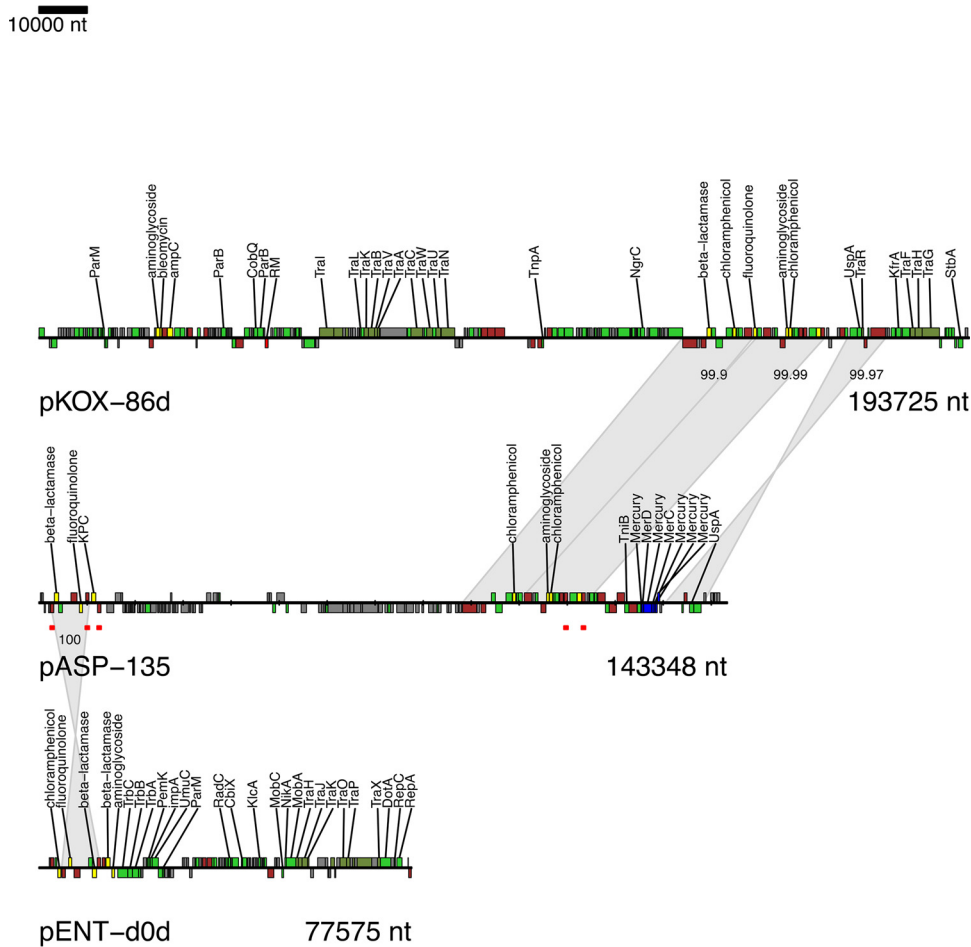 10000 nt
ParM
aminoglycoside
bleomycin
ampC
ParB
CobQ
ParB
RM
TraI
TraL
TraK
TraB
TraV
TraA
TraC
TraW
TraU
TraN
TnpA
NgrC
beta−lactamase
chloramphenicol
fluoroquinolone
aminoglycoside
chloramphenicol
UspA
TraR
KfrA
TraF
TraH
TraG
StbA
99.9
99.99
99.97
pKOX−86d
193725 nt
beta−lactamase
fluoroquinolone
KPC
chloramphenicol
aminoglycoside
chloramphenicol
TniB
Mercury
MerD
Mercury
MerC
Mercury
Mercury
Mercury
UspA
100
pASP−135
143348 nt
chloramphenicol
fluoroquinolone
beta−lactamase
beta−lactamase
aminoglycoside
TrbC
TrbB
TrbA
PemK
impA
UmuC
ParM
RadC
CbiX
KlcA
MobC
NikA
MobA
TraH
TraJ
TraK
TraO
TraP
TraX
DotA
RepC
RepA
pENT−d0d
77575 nt